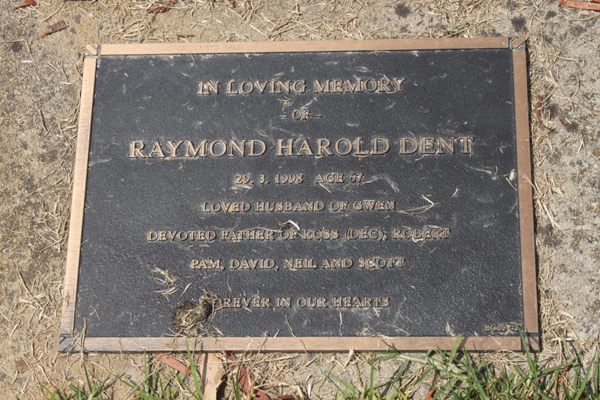 IN LOVING MEMORY
- OF -
RAYMOND HAROLD DENT
29. 3. 1998 AGE 67
LOVED HUSBAND OF GWEN
DEVOTED FATHER OF ROSS (DEC), ROBERT
PAM, DAVID, NEIL AND SCOTT
FOREVER IN OUR HEARTS